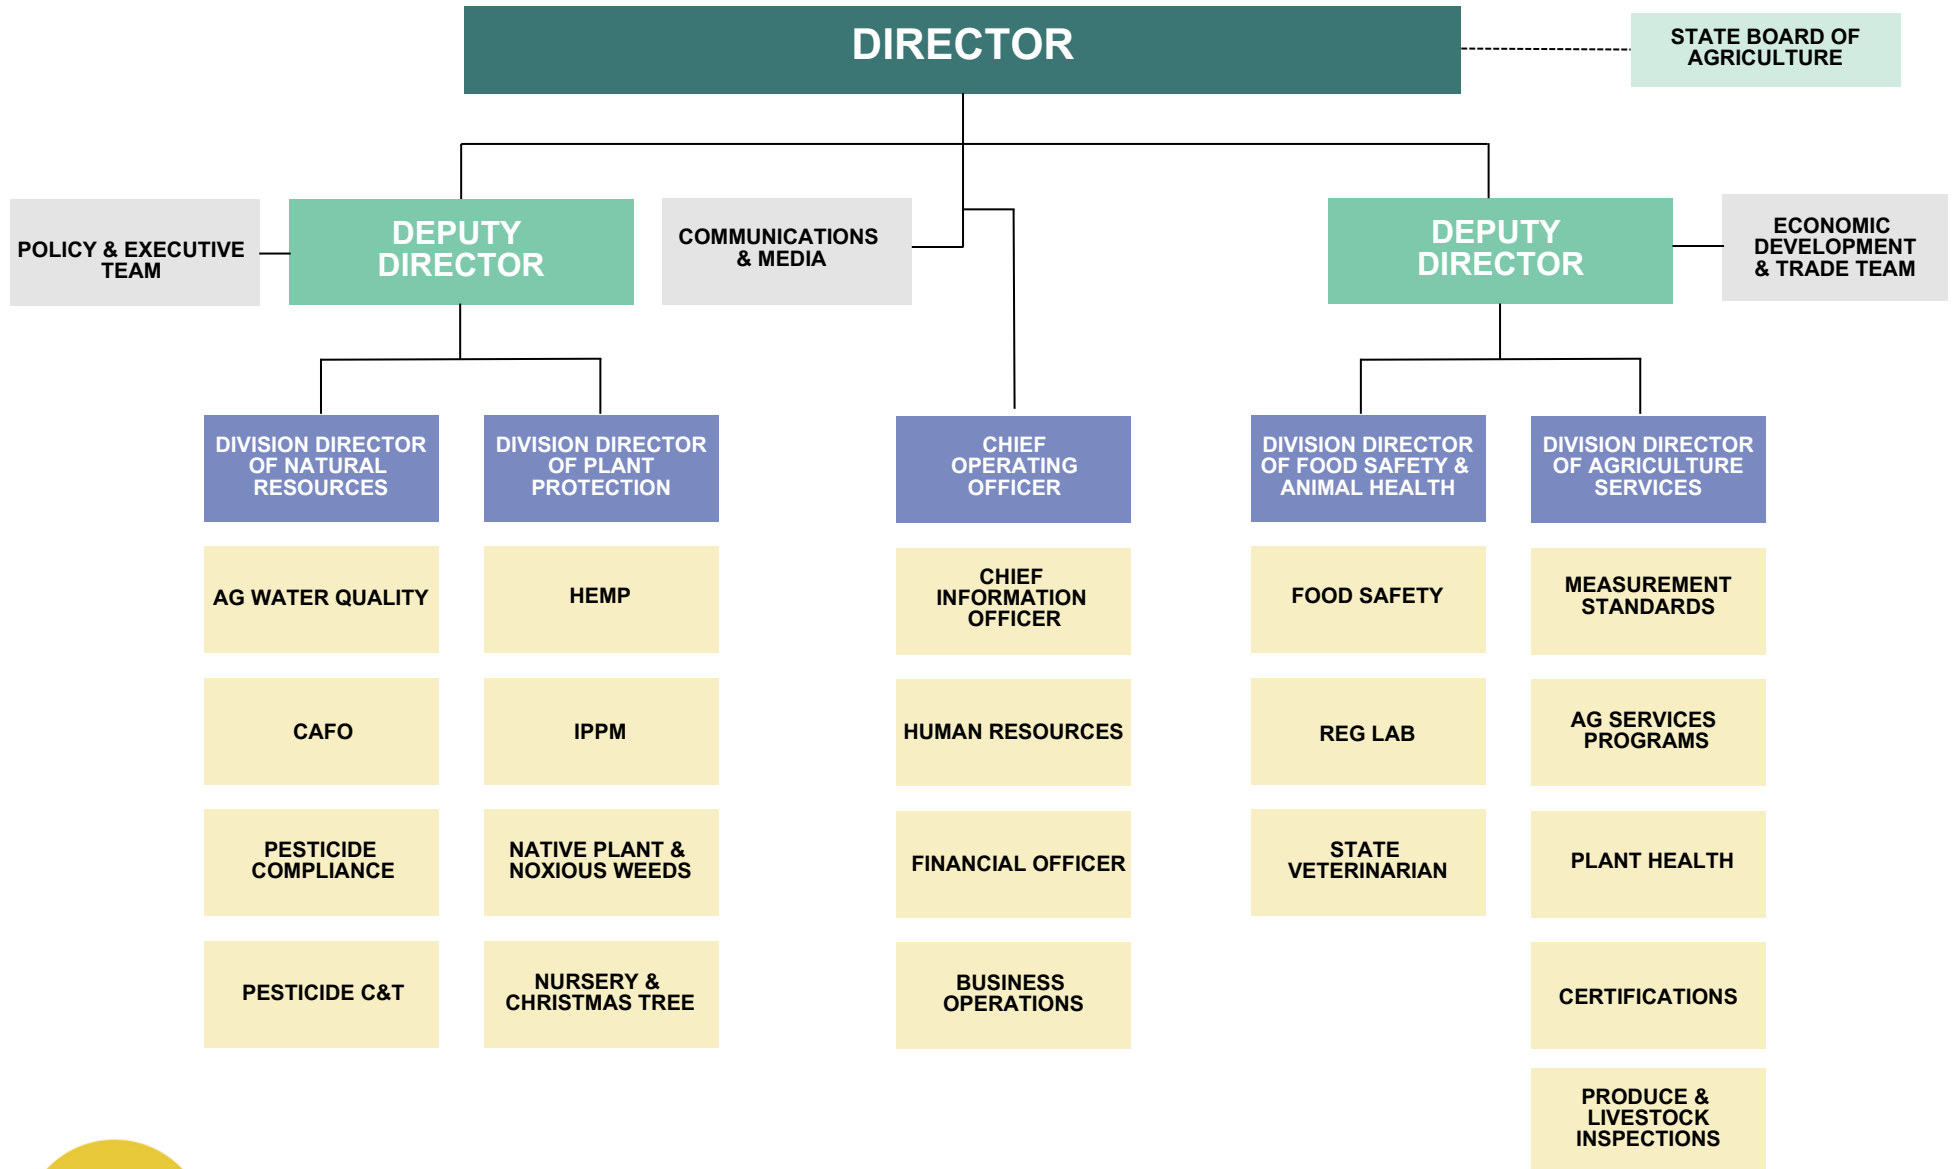 DIRECTOR
STATE BOARD OF
AGRICULTURE
POLICY & EXECUTIVE
TEAM
DEPUTY
DIRECTOR
COMMUNICATIONS
& MEDIA
DEPUTY
DIRECTOR
ECONOMIC
DEVELOPMENT
& TRADE TEAM
DIVISION DIRECTOR
OF NATURAL
RESOURCES
DIVISION DIRECTOR
OF PLANT
PROTECTION
CHIEF
OPERATING
OFFICER
DIVISION DIRECTOR
OF FOOD SAFETY &
ANIMAL HEALTH
DIVISION DIRECTOR
OF AGRICULTURE
SERVICES
AG WATER QUALITY
HEMP
CHIEF
INFORMATION
OFFICER
FOOD SAFETY
MEASUREMENT
STANDARDS
CAFO
IPPM
HUMAN RESOURCES
REG LAB
AG SERVICES
PROGRAMS
PESTICIDE
COMPLIANCE
NATIVE PLANT &
NOXIOUS WEEDS
FINANCIAL OFFICER
STATE
VETERINARIAN
PLANT HEALTH
PESTICIDE C&T
NURSERY &
CHRISTMAS TREE
BUSINESS
OPERATIONS
CERTIFICATIONS
PRODUCE &
LIVESTOCK
INSPECTIONS